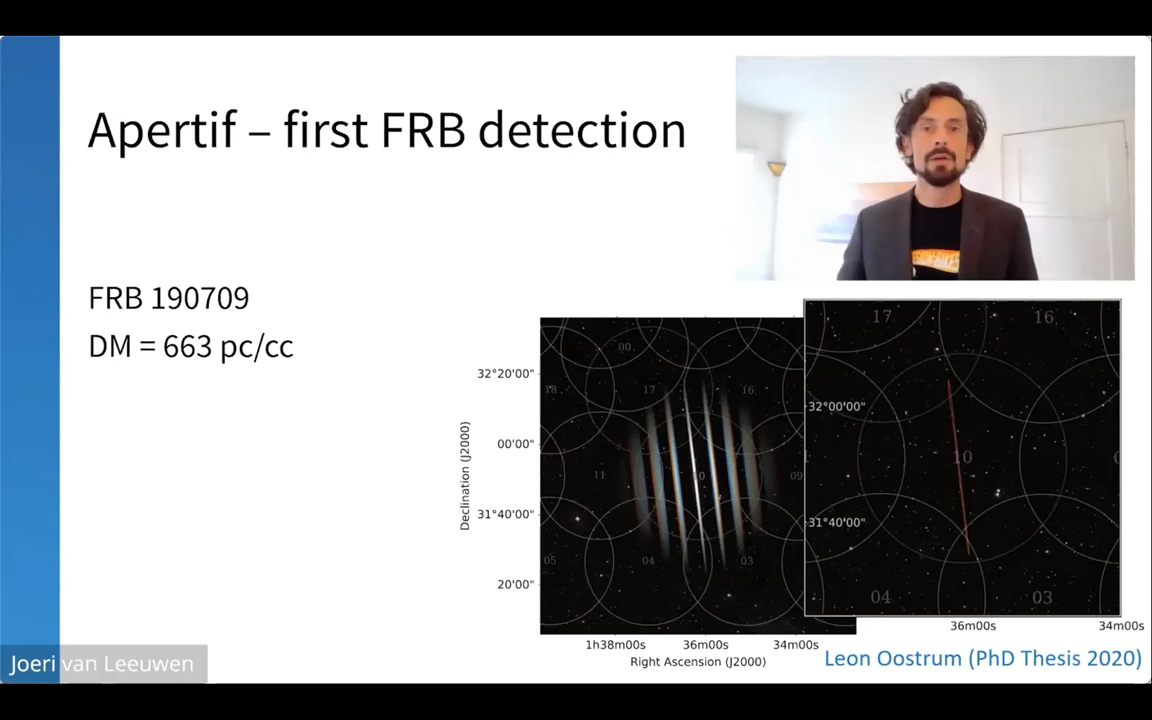 Apertif – first FRB detection
FRB 190709
DM = 663 pc/cc
32°20'00"
00'00"
31°40'00"
20'00"
Declination (J2000)
00
18
17
16
11
10
09
05
04
03
1h38m00s
36m00s
34m00s
Right Ascension (J2000)
17
16
32°00'00"
10
31°40'00"
04
03
36m00s
34m00s
Leon Oostrum (PhD Thesis 2020)
Joeri van Leeuwen